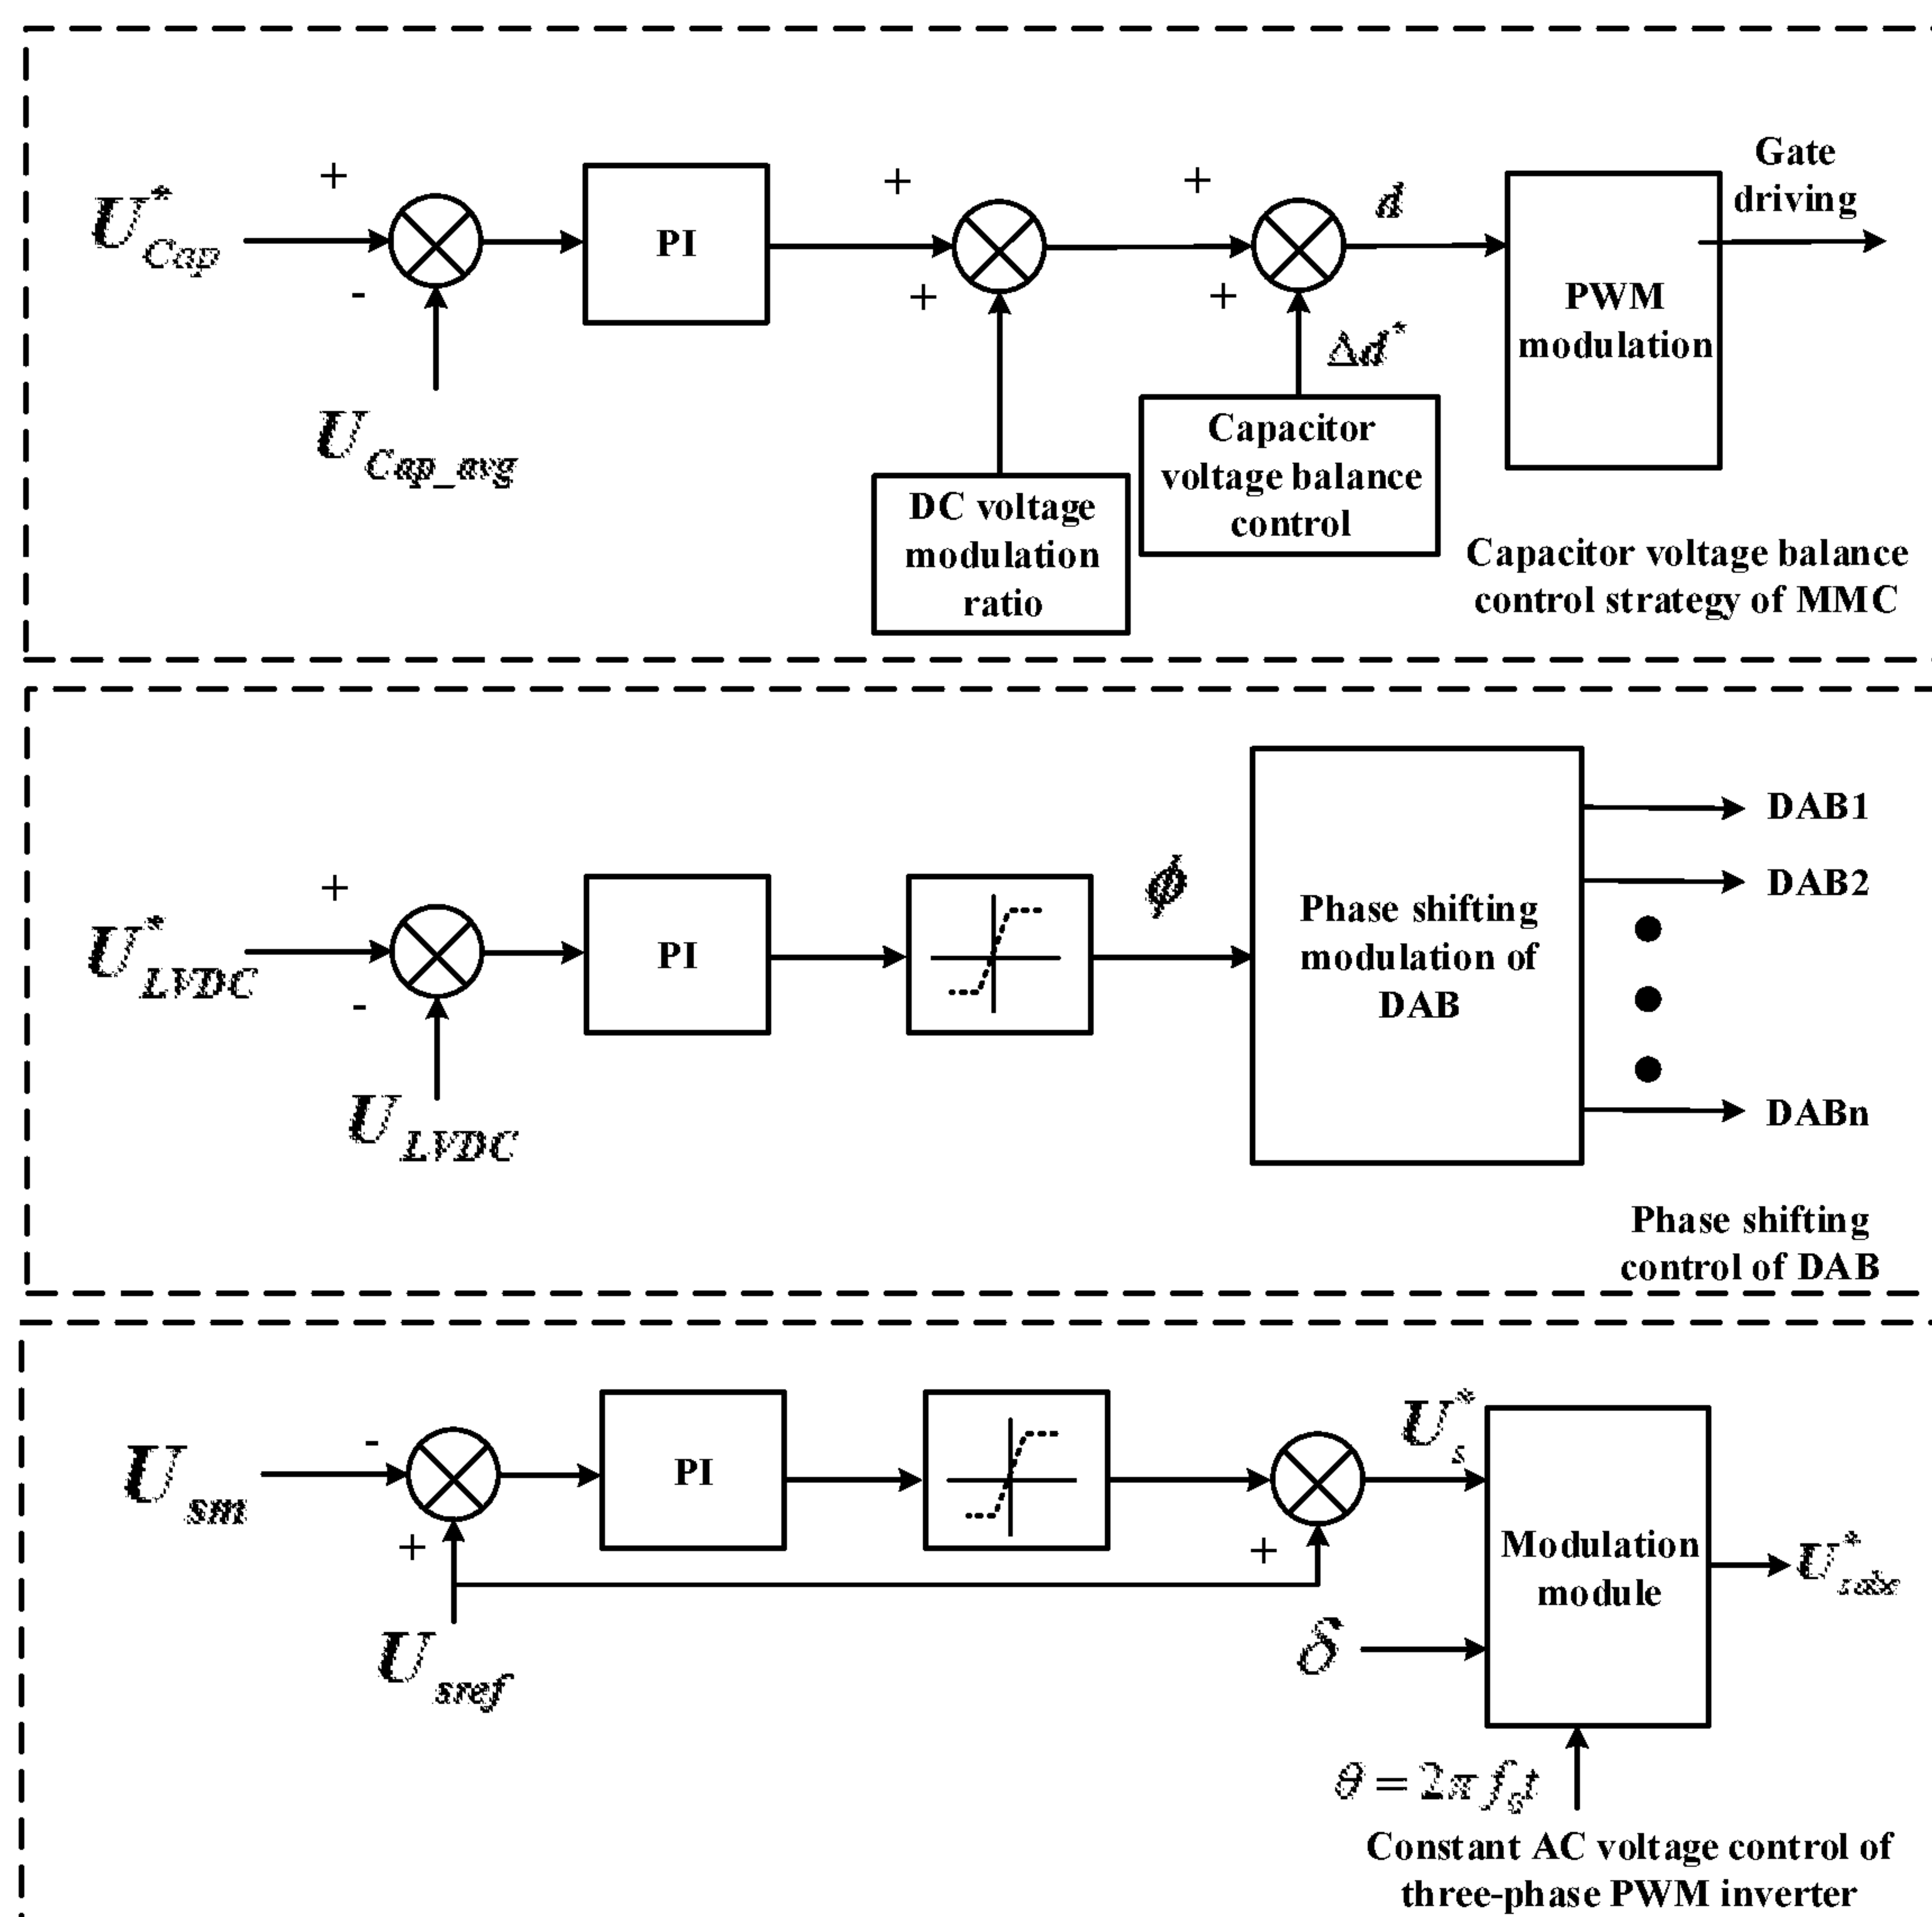 U*Cap
+
-
UCap_avg
PI
+
+
DC voltage
modulation
ratio
+
+
Δd*
Capacitor
voltage balance
control
d
PWM
modulation
Gate
driving
Capacitor voltage balance
control strategy of MMC
U*LVDC
+
-
ULVDC
PI
ϕ
Phase shifting
modulation of
DAB
DAB1
DAB2
DABn
Phase shifting
control of DAB
Usm
-
+
Usref
PI
+
U*s
δ
Modulation
module
U*sabc
θ = 2π f0t
Constant AC voltage control of
three-phase PWM inverter